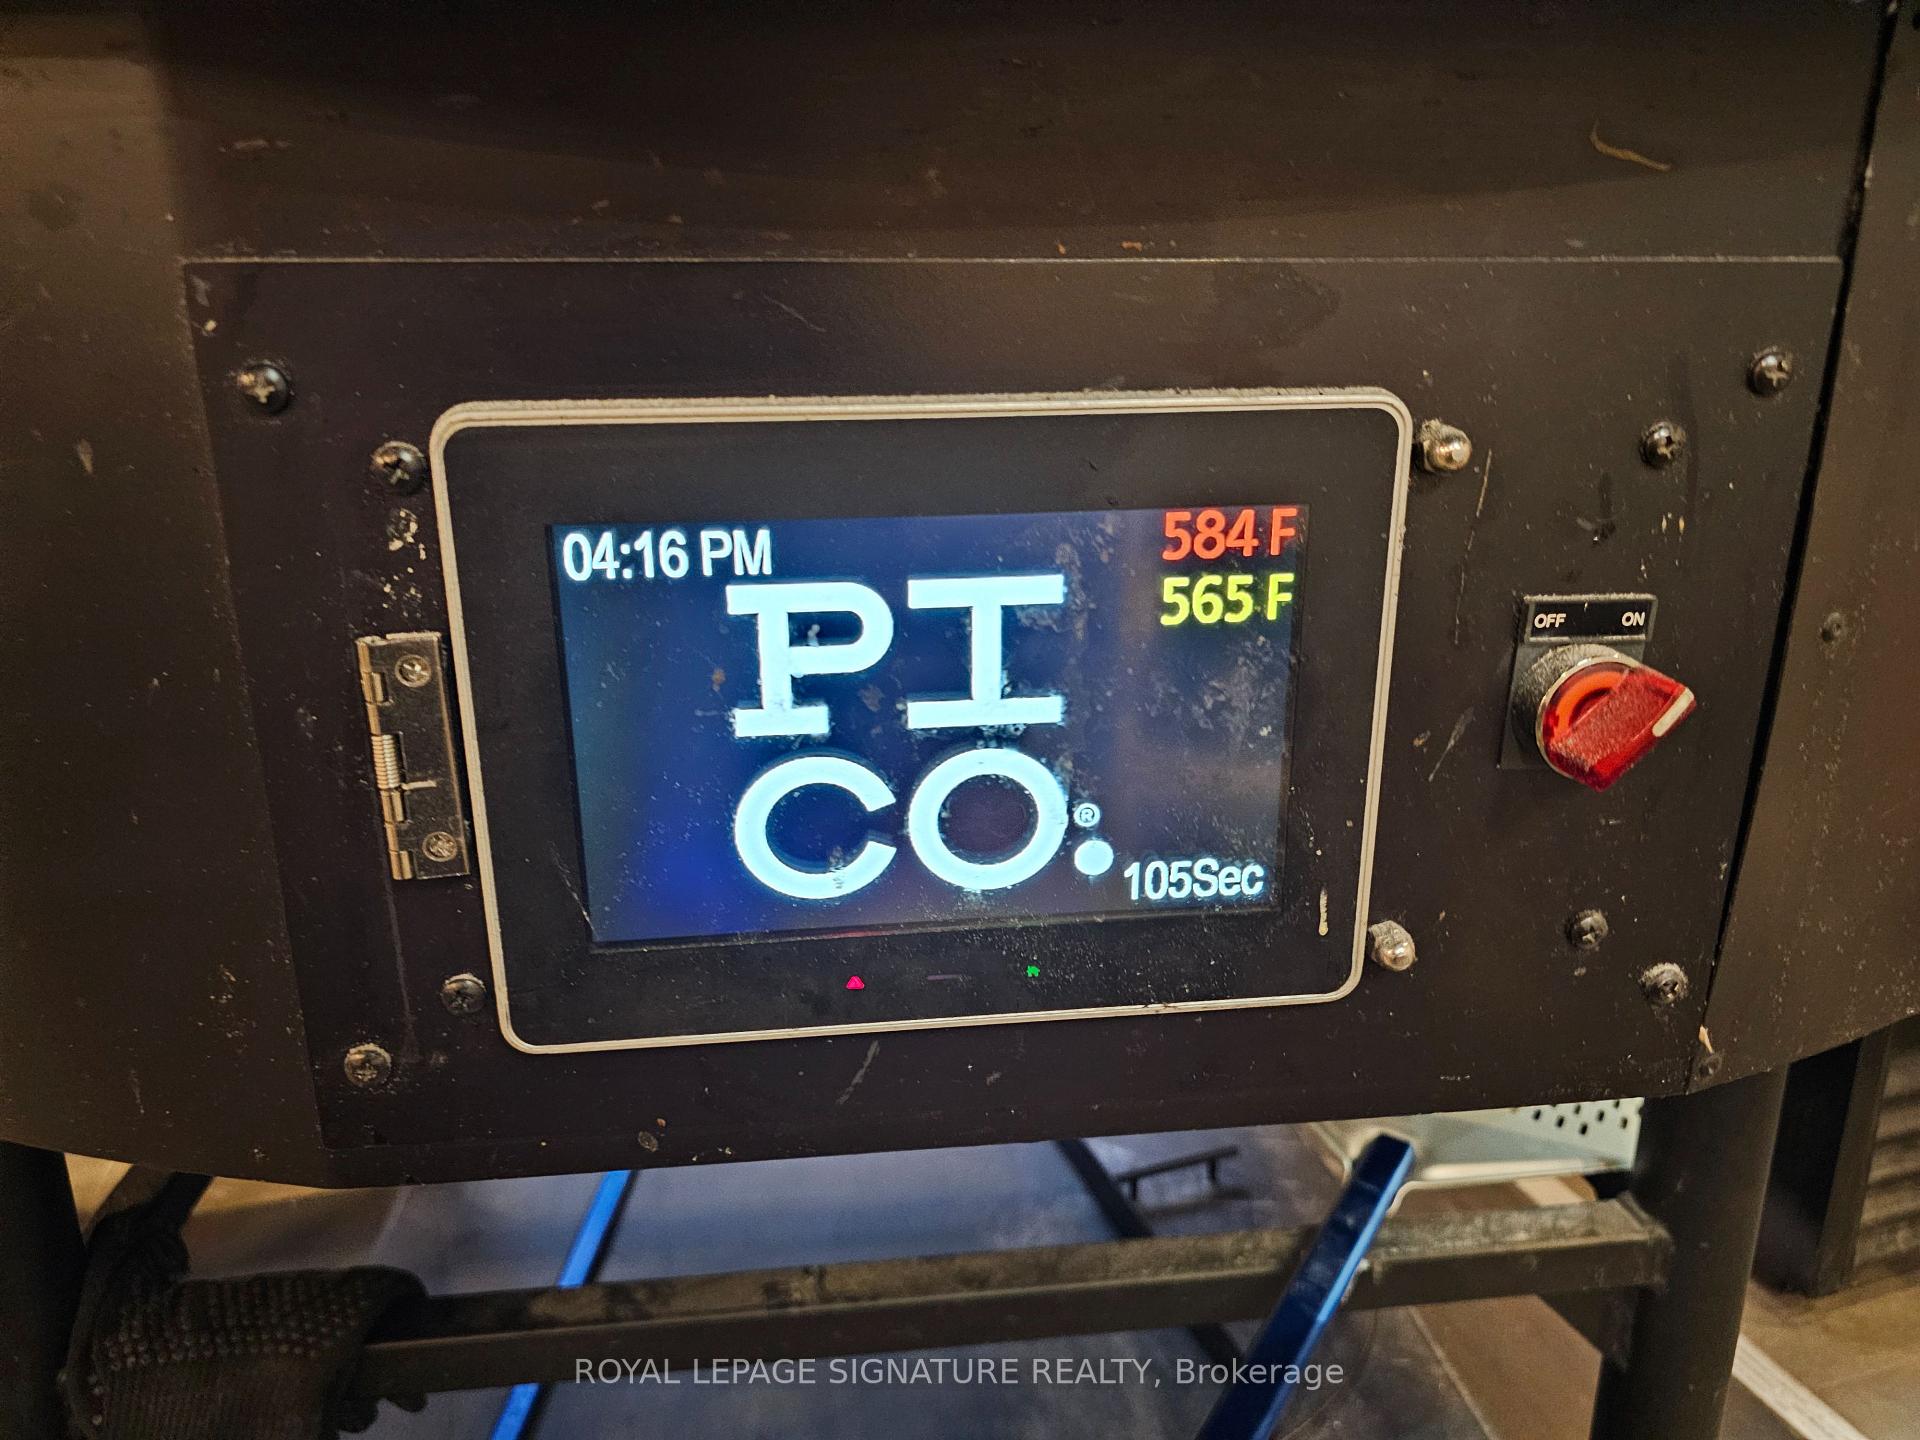 04:16 PM
584 F
565 F
PI
CO.®
105Sec
OFF ON
ROYAL LEPAGE SIGNATURE REALTY, Brokerage